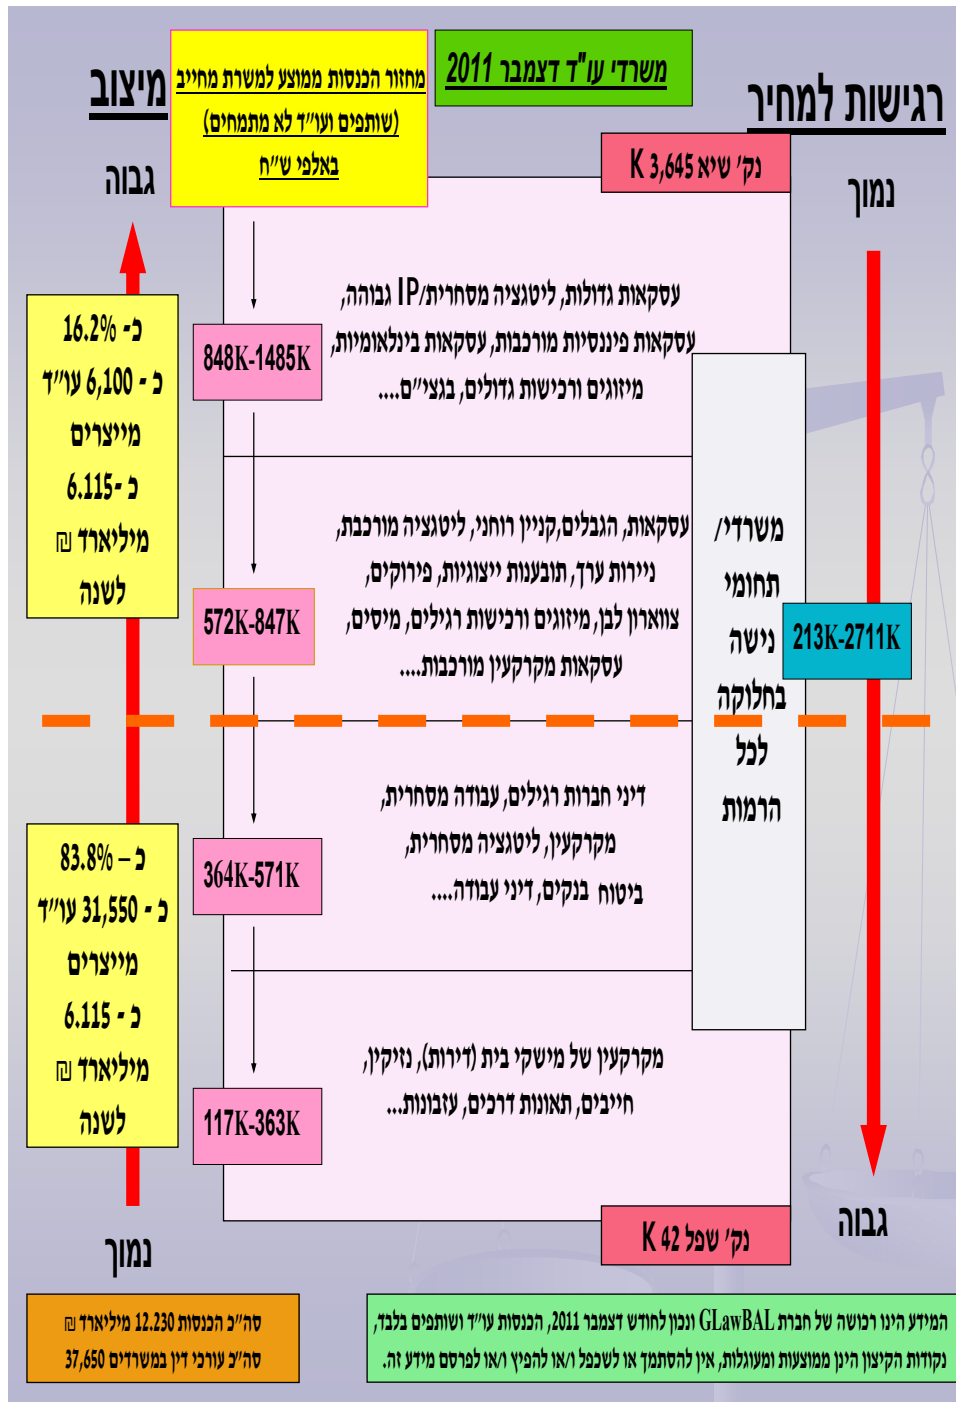 משרדי עו"ד דצמבר 2011
רגישות למחיר
נמוך
גבוה
מחזור הכנסות ממוצע למשרת מחייב
(שותפים ועו״ד לא מתמחים)
באלפי ש״ח
מיצוב
גבוה
נמוך
נק׳ שיא 3,645 K
עסקאות גדולות, ליטגציה מסחרית/IP גבוהה,
עסקאות פיננסיות מורכבות, עסקאות בינלאומיות,
מיזוגים ורכישות גדולים, בגצי״ם....
848K-1485K
עסקאות, הגבלים,קניין רוחני, ליטגציה מורכבת,
ניירות ערך, תובענות ייצוגיות, פירוקים,
צווארון לבן, מיזוגים ורכישות רגילים, מיסים,
עסקאות מקרקעין מורכבות....
572K-847K
דיני חברות רגילים, עבודה מסחרית,
מקרקעין, ליטגציה מסחרית,
ביטוח בנקים, דיני עבודה....
364K-571K
מקרקעין של מישקי בית (דירות), נזיקין,
חייבים, תאונות דרכים, עזבונות...
117K-363K
נק׳ שפל 42 K
משרדי/
תחומי
נישה
בחלוקה
לכל
הרמות
213K-2711K
כ- 16.2%
כ - 6,100 עו״ד
מייצרים
כ -6.115
מיליארד ₪
לשנה
כ – 83.8%
כ - 31,550 עו״ד
מייצרים
כ - 6.115
מיליארד ₪
לשנה
המידע הינו רכושה של חברת GLawBAL ונכון לחודש דצמבר 2011, הכנסות עו״ד ושותפים בלבד,
נקודות הקיצון הינן ממוצעות ומעוגלות, אין להסתמך או לשכפל ו/או להפיץ ו/או לפרסם מידע זה.
סה״כ הכנסות 12.230 מיליארד ₪
סה״כ עורכי דין במשרדים 37,650